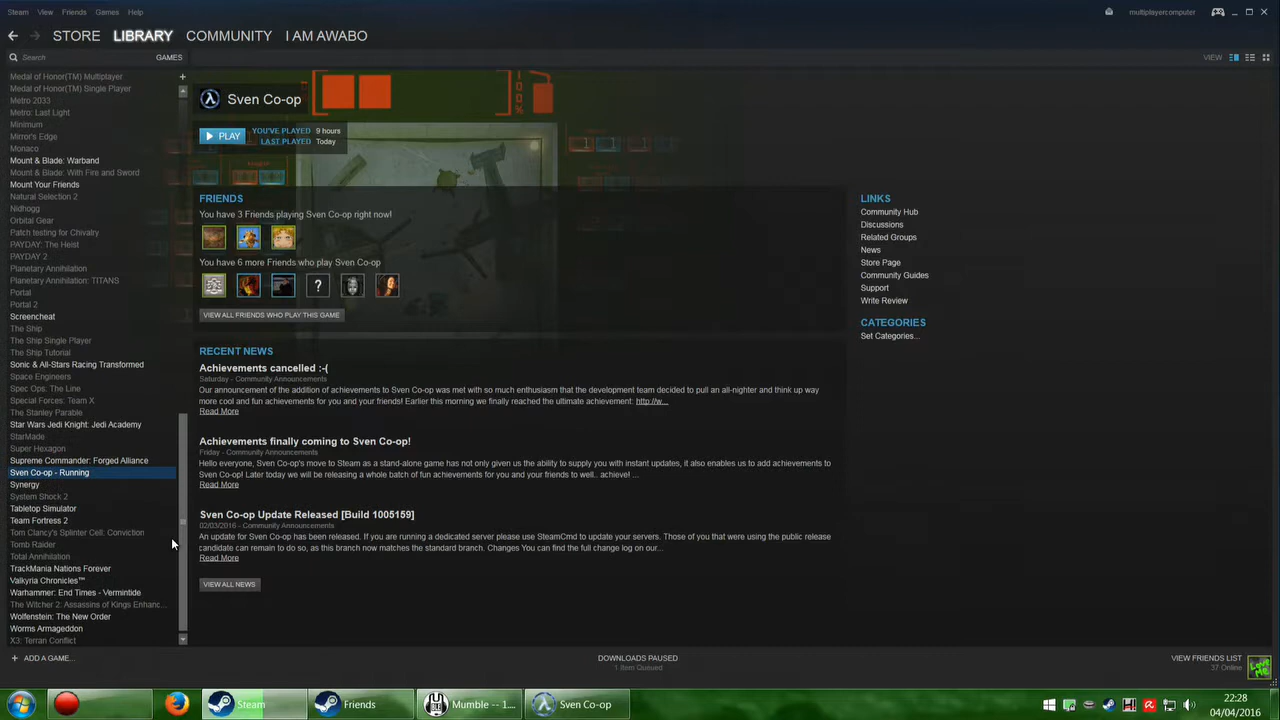 Steam View Friends Games Help
multiplayercomputer
STORE LIBRARY COMMUNITY I AM AWABO
Search GAMES
VIEW
Medal of Honor(TM) Multiplayer
Medal of Honor(TM) Single Player
Metro 2033
Metro: Last Light
Minimum
Mirror's Edge
Monaco
Mount & Blade: Warband
Mount & Blade: With Fire and Sword
Mount Your Friends
Natural Selection 2
Nidhogg
Orbital Gear
Patch testing for Chivalry
PAYDAY: The Heist
PAYDAY 2
Planetary Annihilation
Planetary Annihilation: TITANS
Portal
Portal 2
Screencheat
The Ship
The Ship Single Player
The Ship Tutorial
Sonic & All-Stars Racing Transformed
Space Engineers
Spec Ops: The Line
Special Forces: Team X
The Stanley Parable
Star Wars Jedi Knight: Jedi Academy
StarMade
Super Hexagon
Supreme Commander: Forged Alliance
Sven Co-op - Running
Synergy
System Shock 2
Tabletop Simulator
Team Fortress 2
Tom Clancy's Splinter Cell: Conviction
Tomb Raider
Total Annihilation
TrackMania Nations Forever
Valkyria Chronicles™
Warhammer: End Times - Vermintide
The Witcher 2: Assassins of Kings Enhanc...
Wolfenstein: The New Order
Worms Armageddon
X3: Terran Conflict
+ ADD A GAME...
Sven Co-op
100%
PLAY
YOU'VE PLAYED 9 hours
LAST PLAYED Today
1 1 1
FRIENDS
You have 3 Friends playing Sven Co-op right now!
You have 6 more Friends who play Sven Co-op
?
VIEW ALL FRIENDS WHO PLAY THIS GAME
RECENT NEWS
Achievements cancelled :-(
Saturday - Community Announcements
Our announcement of the addition of achievements to Sven Co-op was met with so much enthusiasm that the development team decided to pull an all-nighter and think up
more cool and fun achievements for you and your friends! Earlier this morning we finally reached the ultimate achievement: http://w...
Read More
Achievements finally coming to Sven Co-op!
Friday - Community Announcements
Hello everyone, Sven Co-op's move to Steam as a stand-alone game has not only given us the ability to supply you with instant updates, it also enables us to add achievements to
Sven Co-op! Later today we will be releasing a whole batch of fun achievements for you and your friends to well.. achieve! ...
Read More
Sven Co-op Update Released [Build 1005159]
02/03/2016 - Community Announcements
An update for Sven Co-op has been released. If you are running a dedicated server please use SteamCmd to update your servers. Those of you that were using the public release
candidate can remain to do so, as this branch now matches the standard branch. Changes You can find the full change log on our...
Read More
VIEW ALL NEWS
LINKS
Community Hub
Discussions
Related Groups
News
Store Page
Community Guides
Support
Write Review
CATEGORIES
Set Categories...
DOWNLOADS PAUSED
1 Item Queued
VIEW FRIENDS LIST
37 Online
Love Me
Steam
Friends
Mumble -- 1....
Sven Co-op
22:28
04/04/2016